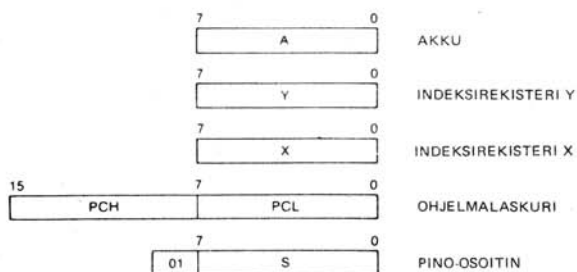 7 0
A AKKU
7 0
Y INDEKSIREKISTERI Y
7 0
X INDEKSIREKISTERI X
15 7 0
PCH PCL OHJELMALASKURI
7 0
01 S PINO-OSOITIN